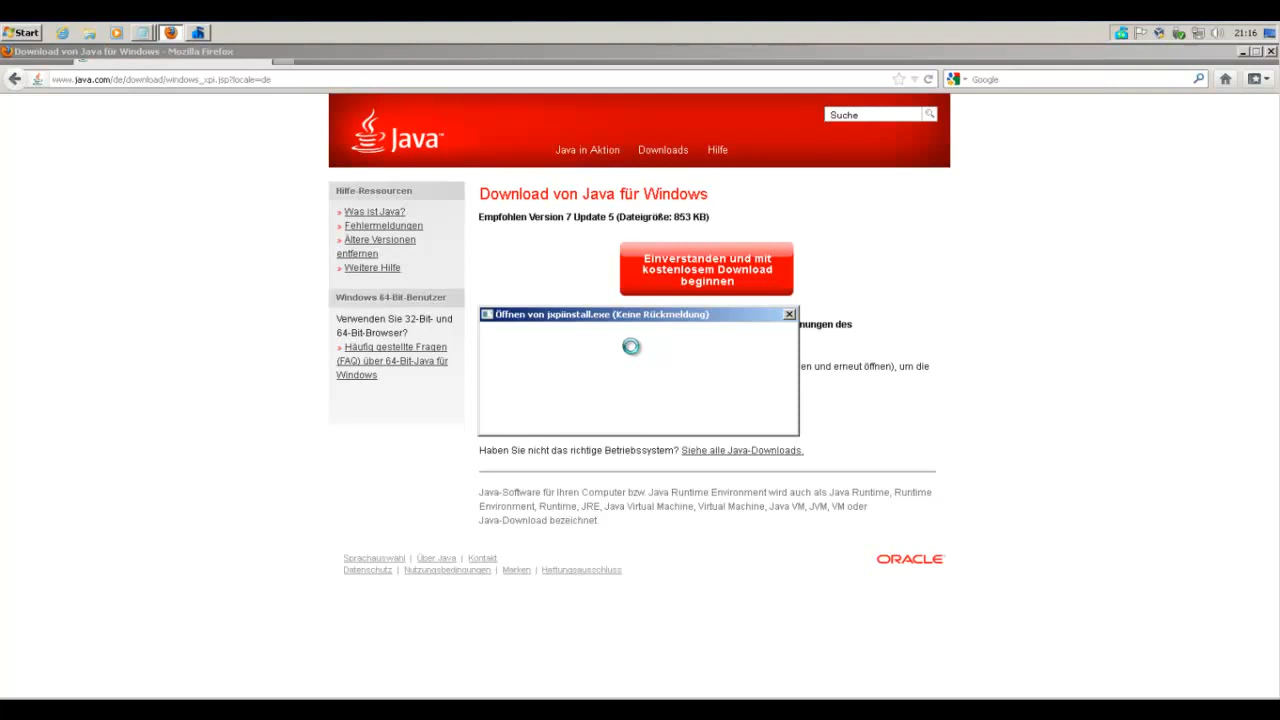 Start
21:16
Download von Java für Windows - Mozilla Firefox
www.java.com/de/download/windows_xpi.jsp?locale=de
Google
Java
Suche
Java in Aktion Downloads Hilfe
Hilfe-Ressourcen
» Was ist Java?
» Fehlermeldungen
» Ältere Versionen
entfernen
» Weitere Hilfe
Windows 64-Bit-Benutzer
Verwenden Sie 32-Bit- und
64-Bit-Browser?
» Häufig gestellte Fragen
(FAQ) über 64-Bit-Java für
Windows
Download von Java für Windows
Empfohlen Version 7 Update 5 (Dateigröße: 853 KB)
Einverstanden und mit
kostenlosem Download
beginnen
Öffnen von jxpiinstall.exe (Keine Rückmeldung)
nungen des
en und erneut öffnen), um die
Haben Sie nicht das richtige Betriebssystem? Siehe alle Java-Downloads.
Java-Software für Ihren Computer bzw. Java Runtime Environment wird auch als Java Runtime, Runtime
Environment, Runtime, JRE, Java Virtual Machine, Virtual Machine, Java VM, JVM, VM oder
Java-Download bezeichnet.
Sprachauswahl | Über Java | Kontakt
Datenschutz | Nutzungsbedingungen | Marken | Haftungsausschluss
ORACLE